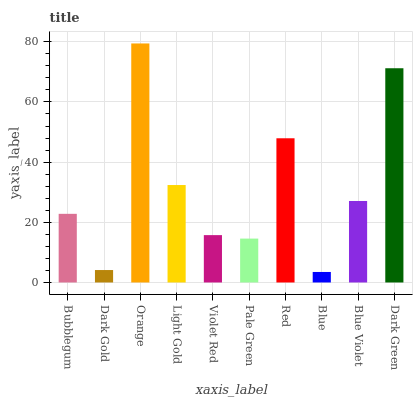 title
yaxis_label
80
60
40
20
0
Bubblegum
Dark Gold
Orange
Light Gold
Violet Red
Pale Green
Red
Blue
Blue Violet
Dark Green
xaxis_label